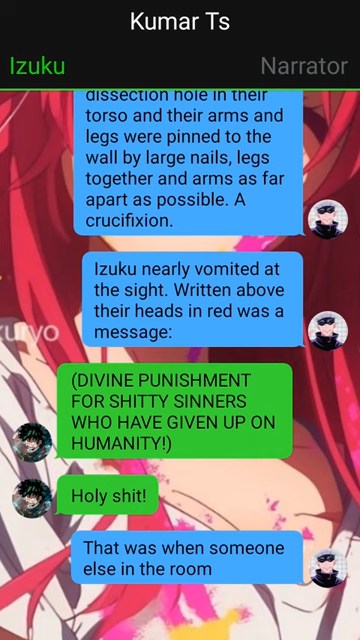 Kumar Ts
Izuku
Narrator
dissection hole in their
torso and their arms and
legs were pinned to the
wall by large nails, legs
together and arms as far
apart as possible. A
crucifixion.
Izuku nearly vomited at
the sight. Written above
their heads in red was a
message:
kuryo
(DIVINE PUNISHMENT
FOR SHITTY SINNERS
WHO HAVE GIVEN UP ON
HUMANITY!)
Holy shit!
That was when someone
else in the room